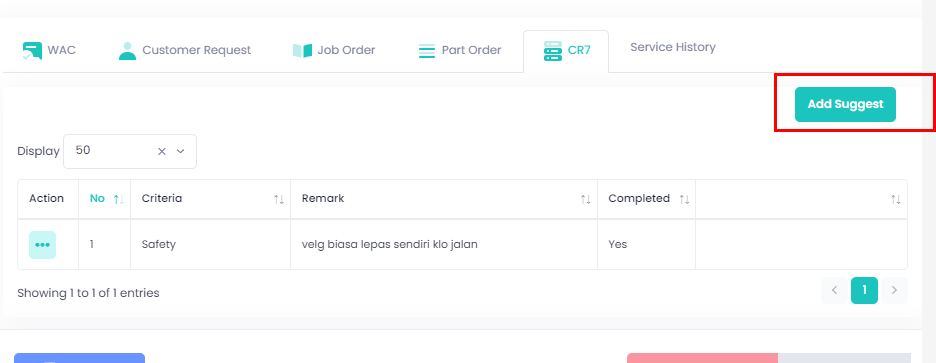 WAC Customer Request Job Order Part Order CR7 Service History
Add Suggest
Display 50
Action No Criteria Remark Completed
1 Safety velg biasa lepas sendiri klo jalan Yes
Showing 1 to 1 of 1 entries
1